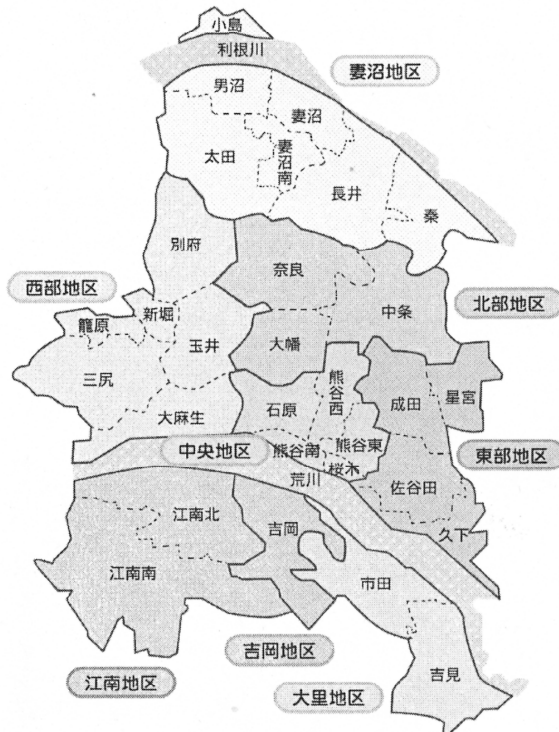 小島
利根川
妻沼地区
男沼
妻沼
妻沼南
太田
長井
秦
別府
奈良
西部地区
北部地区
新堀
中条
籠原
玉井
大幡
三尻
熊谷西
成田
星宮
石原
大麻生
中央地区
熊谷南
熊谷東
桜木
東部地区
荒川
佐谷田
江南北
吉岡
久下
江南南
市田
吉岡地区
江南地区
大里地区
吉見